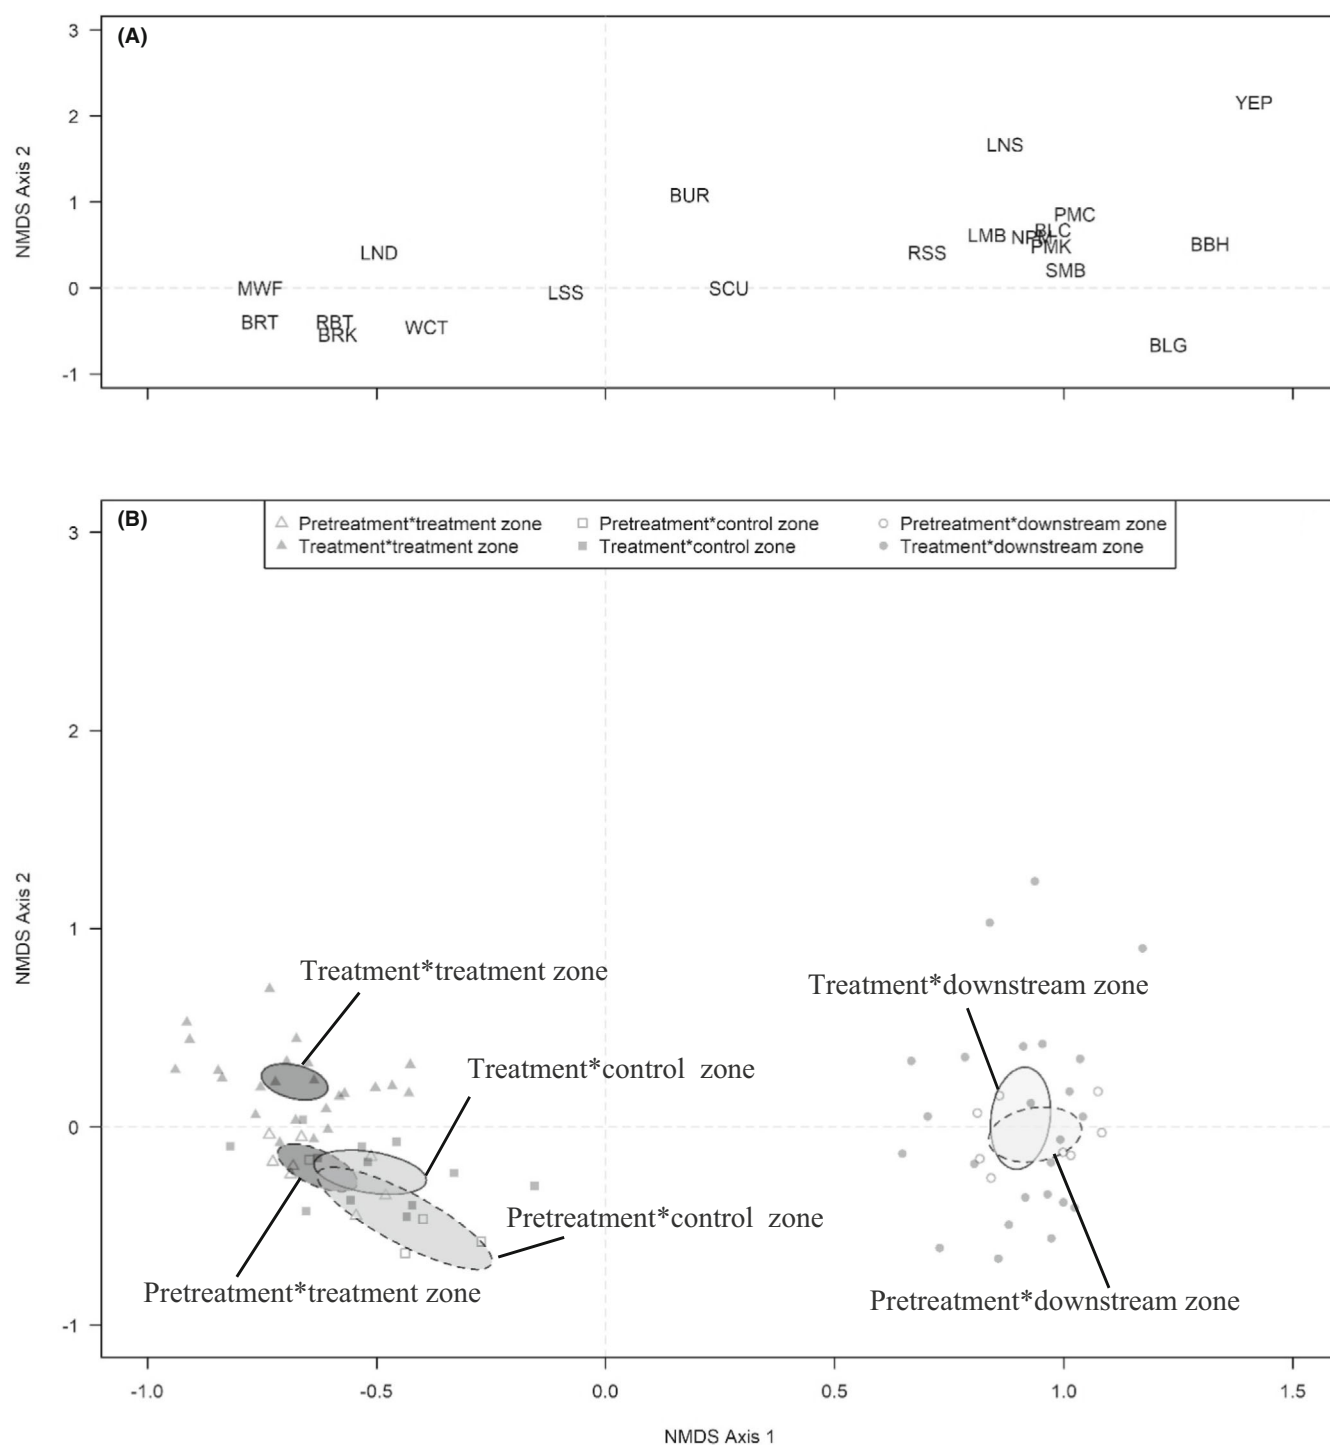 (A)
3
2
1
0
-1
NMDS Axis 2
YEP
LNS
BUR
PMC
BLC
LMB
NPM
PMK
BBH
RSS
LND
SMB
MWF
LSS
SCU
BRT
RBT
WCT
BRK
BLG
(B)
Pretreatment*treatment zone
Pretreatment*control zone
Pretreatment*downstream zone
Treatment*treatment zone
Treatment*control zone
Treatment*downstream zone
3
2
1
0
-1
NMDS Axis 2
Treatment*treatment zone
Treatment*downstream zone
Treatment*control zone
Pretreatment*control zone
Pretreatment*treatment zone
Pretreatment*downstream zone
-1.0
-0.5
0.0
0.5
1.0
1.5
NMDS Axis 1